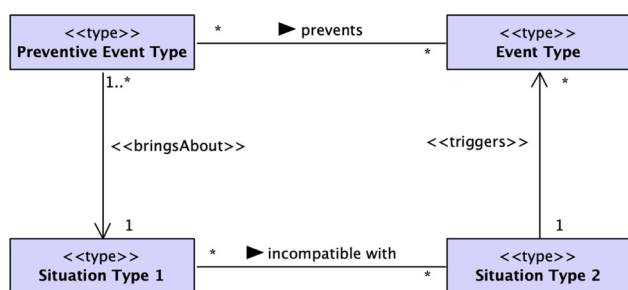 <<type>>
Preventive Event Type
*
▶ prevents
*
<<type>>
Event Type
1..*
*
<<bringsAbout>>
<<triggers>>
1
1
<<type>>
Situation Type 1
*
▶ incompatible with
*
<<type>>
Situation Type 2